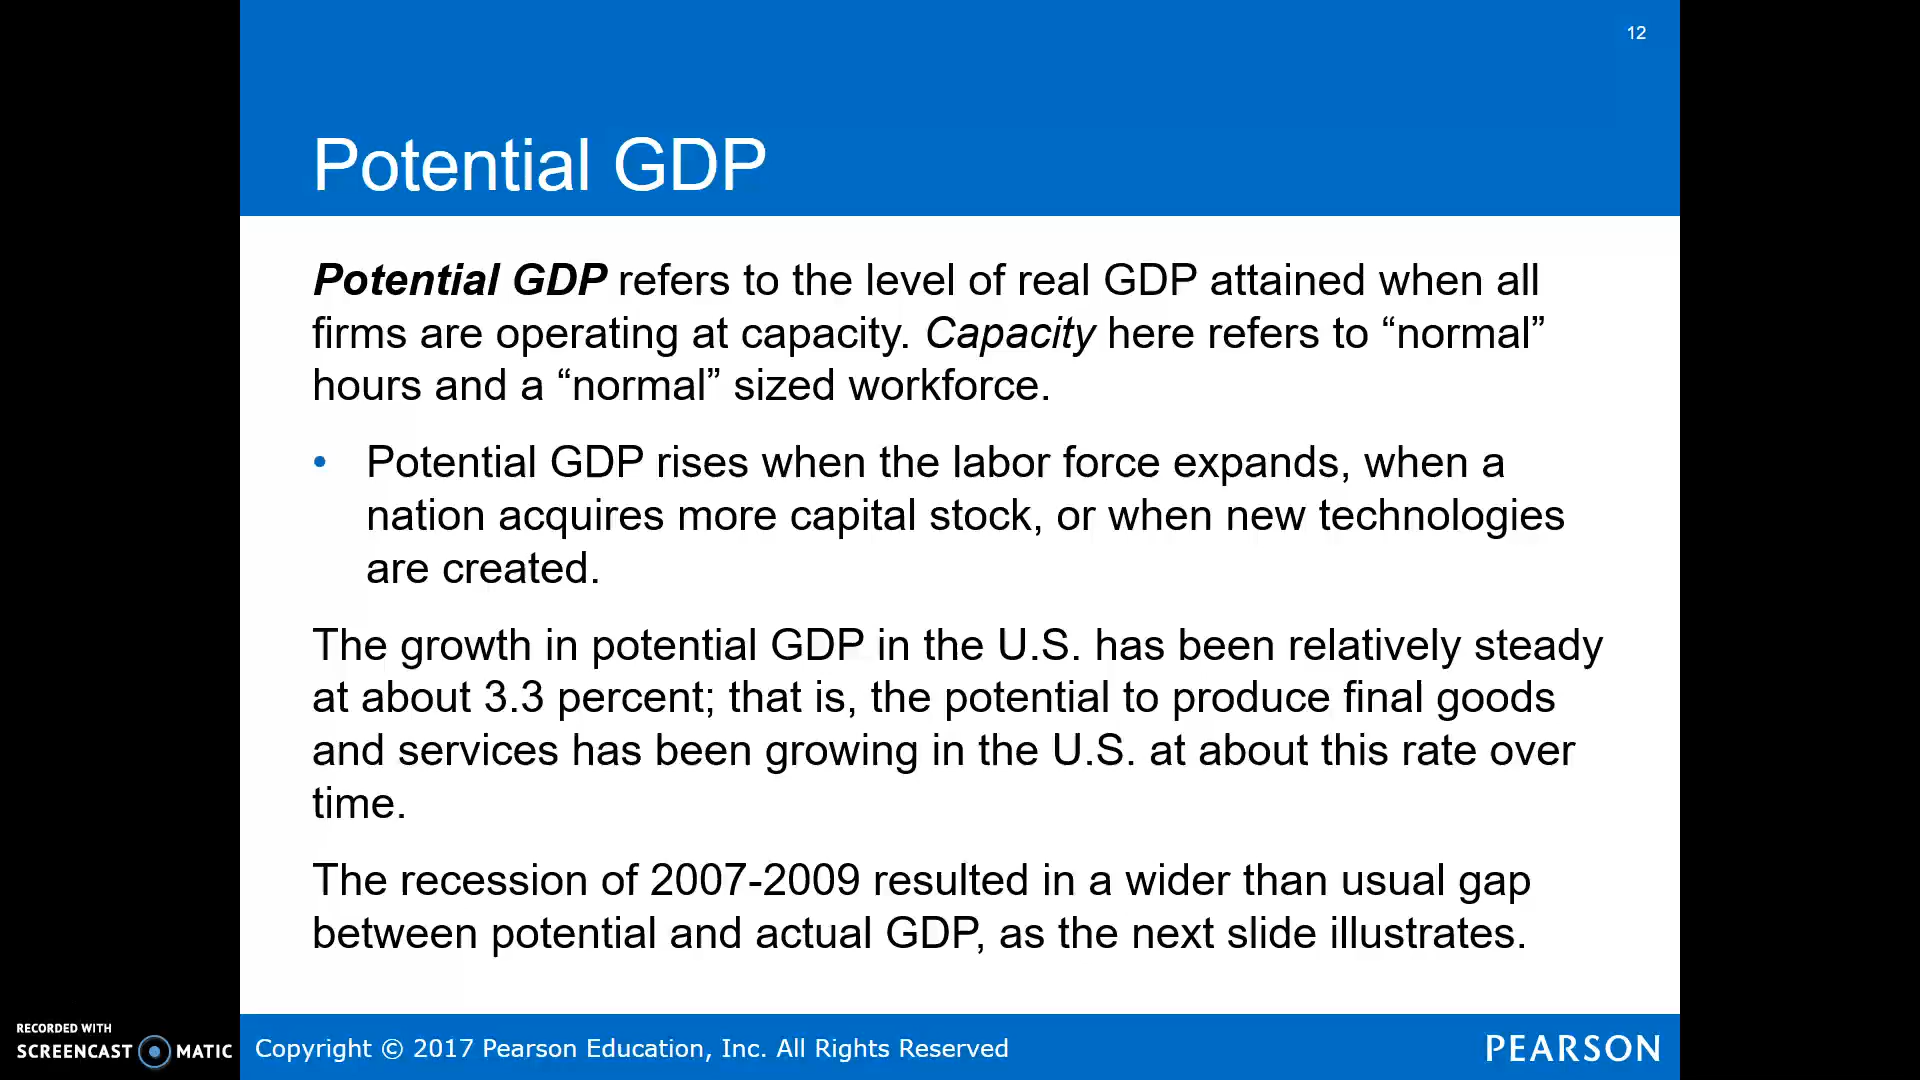 12
Potential GDP
Potential GDP refers to the level of real GDP attained when all
firms are operating at capacity. Capacity here refers to “normal”
hours and a “normal” sized workforce.
• Potential GDP rises when the labor force expands, when a
nation acquires more capital stock, or when new technologies
are created.
The growth in potential GDP in the U.S. has been relatively steady
at about 3.3 percent; that is, the potential to produce final goods
and services has been growing in the U.S. at about this rate over
time.
The recession of 2007-2009 resulted in a wider than usual gap
between potential and actual GDP, as the next slide illustrates.
RECORDED WITH
SCREENCAST MATIC
Copyright © 2017 Pearson Education, Inc. All Rights Reserved
PEARSON